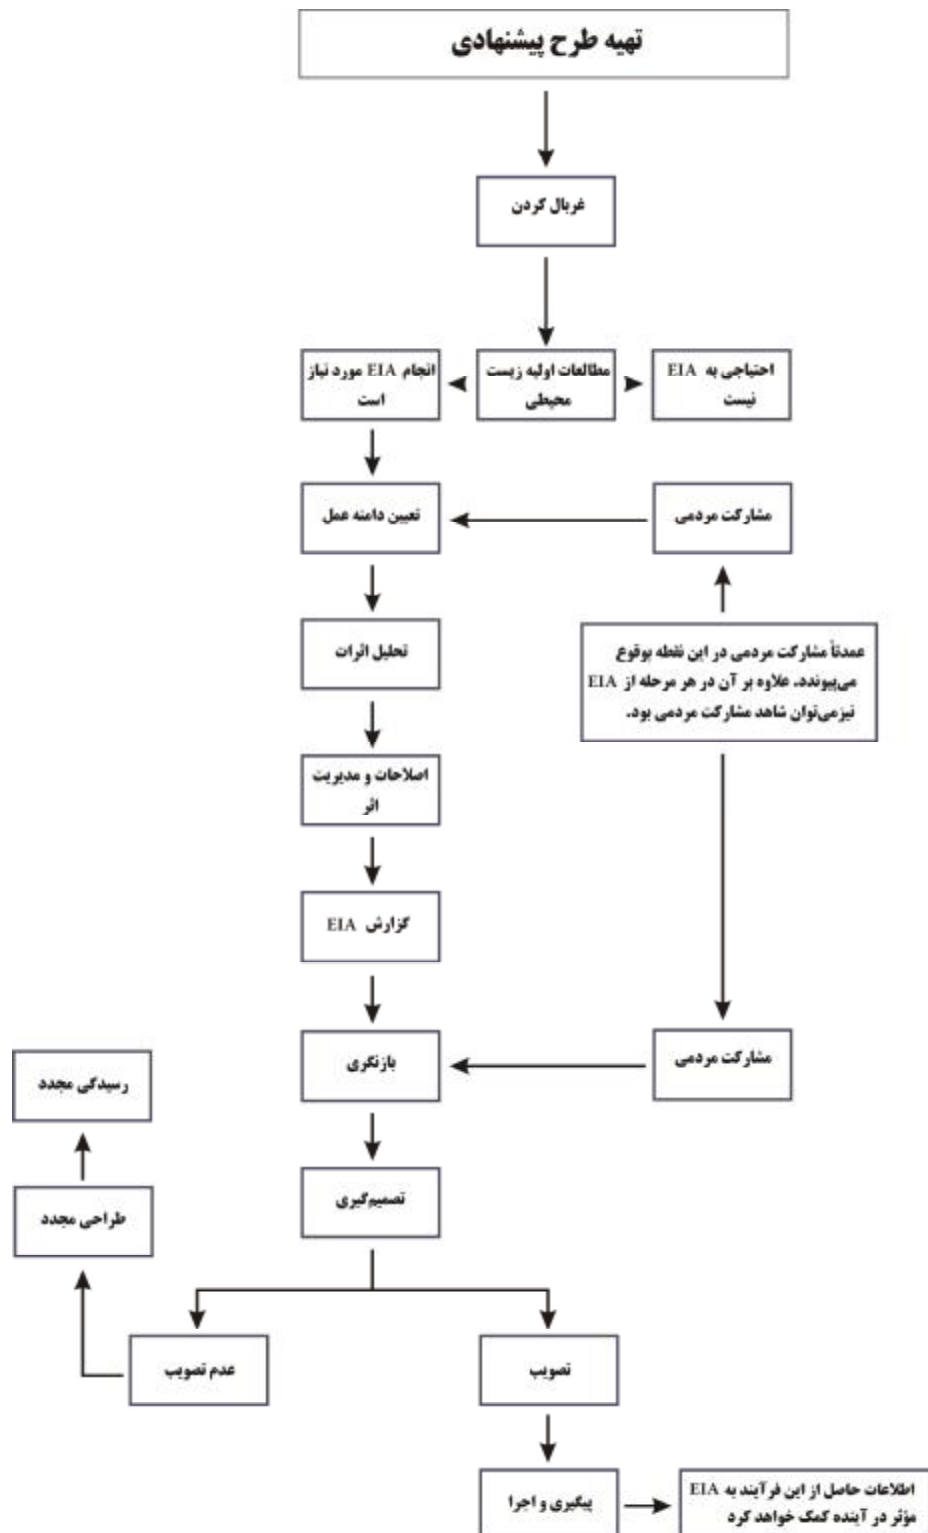 تهیه طرح پیشنهادی
غربال کردن
احتیاجی به EIA
نیست
مطالعات اولیه زیست
محیطی
انجام EIA مورد نیاز
است
مشارکت مردمی
تعیین دامنه عمل
عمدتاً مشارکت مردمی در این نقطه بوقوع
می‌پیوندد. علاوه بر آن در هر مرحله از EIA
نیزمی‌توان شاهد مشارکت مردمی بود.
تحلیل اثرات
اصلاحات و مدیریت
اثر
گزارش EIA
مشارکت مردمی
بازنگری
رسیدگی مجدد
تصمیم‌گیری
طراحی مجدد
تصویب
عدم تصویب
اطلاعات حاصل از این فرآیند به EIA
مؤثر در آینده کمک خواهد کرد
پیگیری و اجرا